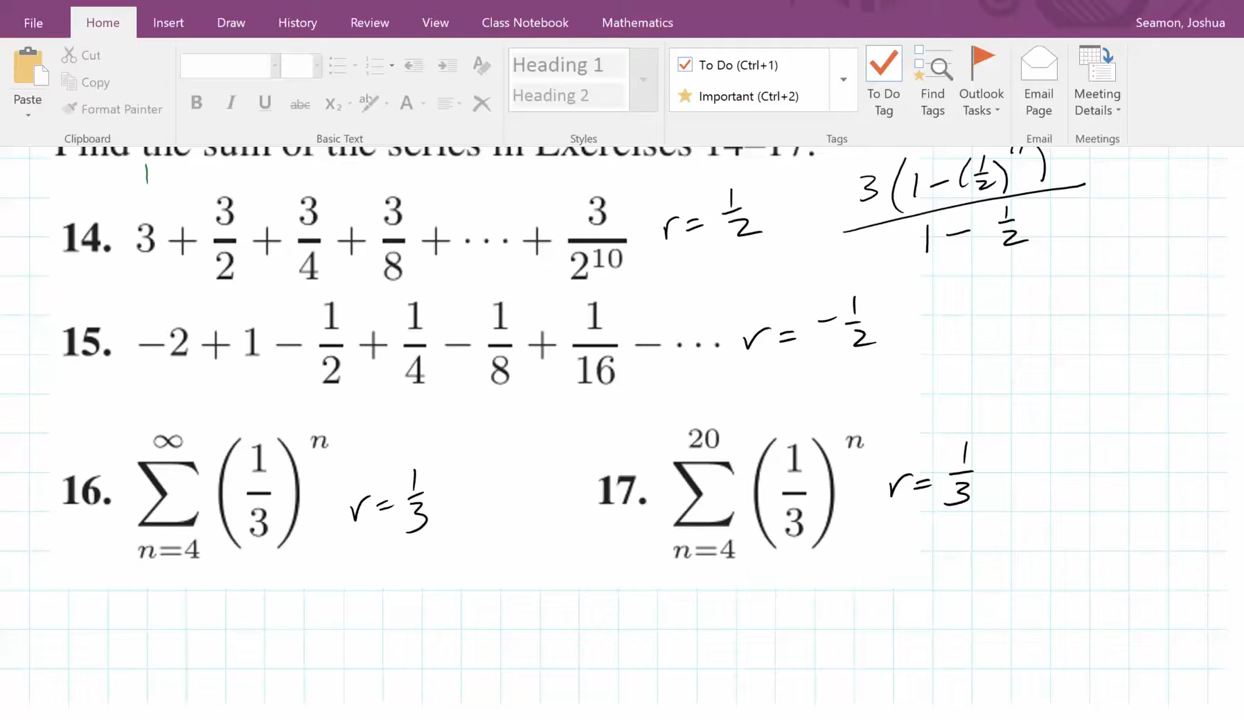 File Home Insert Draw History Review View Class Notebook Mathematics Seamon, Joshua
Paste
Cut
Copy
Format Painter
Clipboard
B I U abc X₂ A
Basic Text
Heading 1
Heading 2
Styles
To Do (Ctrl+1)
Important (Ctrl+2)
To Do Tag
Find Tags
Tags
Outlook Tasks
Email Page
Email
Meeting Details
Meetings
Find the sum of the series in Exercises 14–17.
14. 3 + 3/2 + 3/4 + 3/8 + ··· + 3/2^10 r = 1/2 3(1 − (1/2)^11) / 1 − 1/2
15. −2 + 1 − 1/2 + 1/4 − 1/8 + 1/16 − ··· r = −1/2
16. ∞ ∑ n=4 (1/3)^n r = 1/3 17. 20 ∑ n=4 (1/3)^n r = 1/3